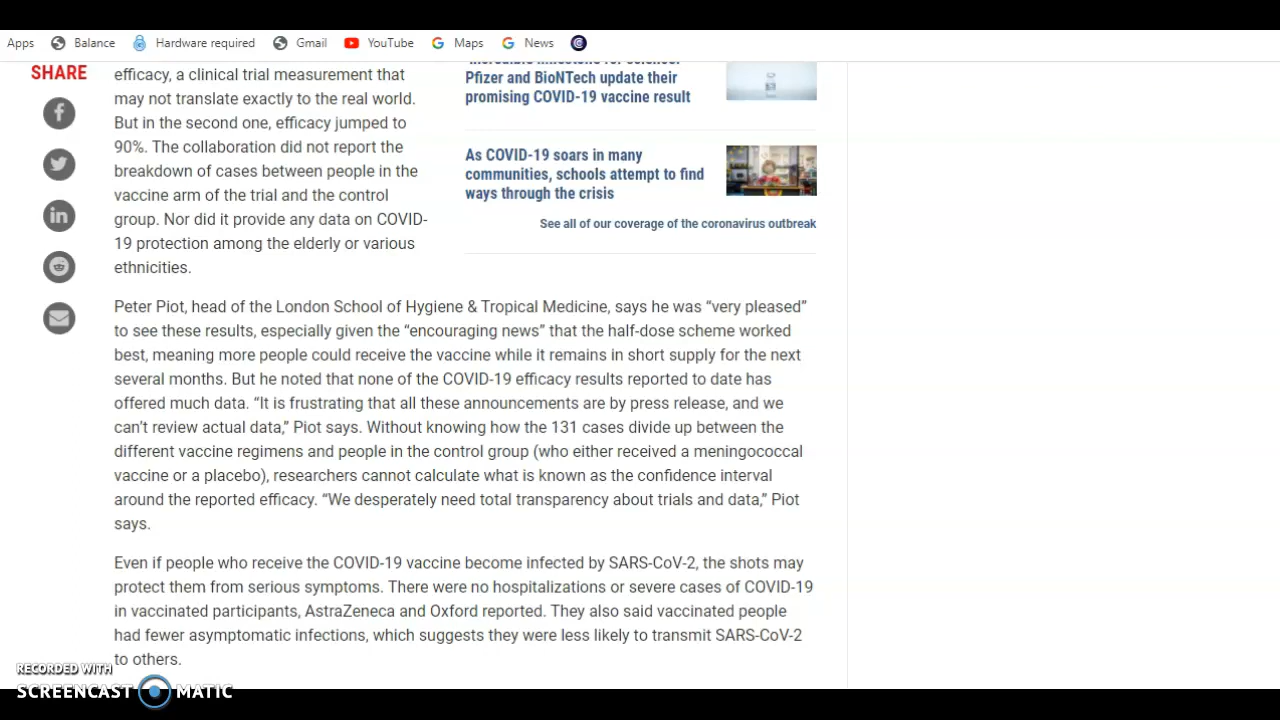 Apps Balance Hardware required Gmail YouTube Maps News
SHARE
efficacy, a clinical trial measurement that
may not translate exactly to the real world.
But in the second one, efficacy jumped to
90%. The collaboration did not report the
breakdown of cases between people in the
vaccine arm of the trial and the control
group. Nor did it provide any data on COVID-
19 protection among the elderly or various
ethnicities.
'Incredible milestone for science.'
Pfizer and BioNTech update their
promising COVID-19 vaccine result
As COVID-19 soars in many
communities, schools attempt to find
ways through the crisis
See all of our coverage of the coronavirus outbreak
Peter Piot, head of the London School of Hygiene & Tropical Medicine, says he was “very pleased”
to see these results, especially given the “encouraging news” that the half-dose scheme worked
best, meaning more people could receive the vaccine while it remains in short supply for the next
several months. But he noted that none of the COVID-19 efficacy results reported to date has
offered much data. “It is frustrating that all these announcements are by press release, and we
can’t review actual data,” Piot says. Without knowing how the 131 cases divide up between the
different vaccine regimens and people in the control group (who either received a meningococcal
vaccine or a placebo), researchers cannot calculate what is known as the confidence interval
around the reported efficacy. “We desperately need total transparency about trials and data,” Piot
says.
Even if people who receive the COVID-19 vaccine become infected by SARS-CoV-2, the shots may
protect them from serious symptoms. There were no hospitalizations or severe cases of COVID-19
in vaccinated participants, AstraZeneca and Oxford reported. They also said vaccinated people
had fewer asymptomatic infections, which suggests they were less likely to transmit SARS-CoV-2
to others.
RECORDED WITH
SCREENCAST MATIC